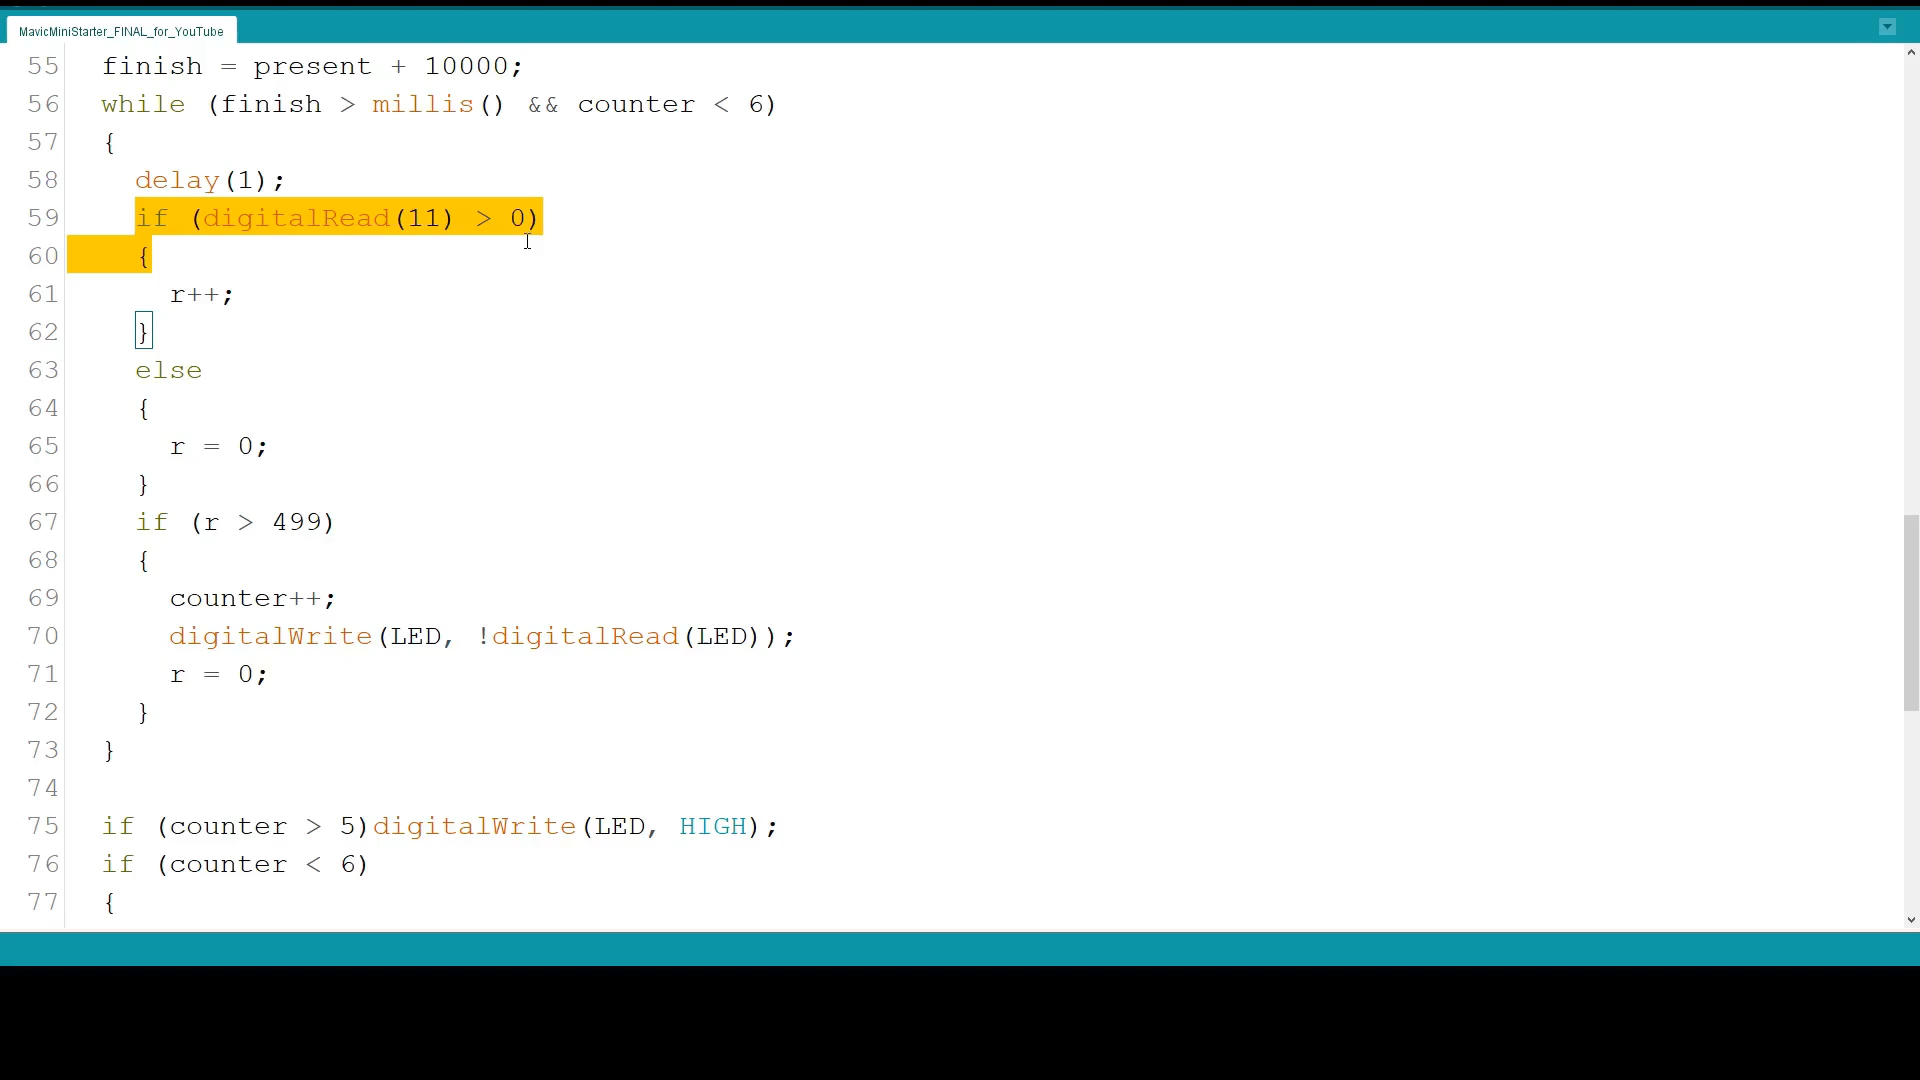 MavicMiniStarter_FINAL_for_YouTube
55 finish = present + 10000;
56 while (finish > millis() && counter < 6)
57 {
58 delay(1);
59 if (digitalRead(11) > 0)
60 {
61 r++;
62 }
63 else
64 {
65 r = 0;
66 }
67 if (r > 499)
68 {
69 counter++;
70 digitalWrite(LED, !digitalRead(LED));
71 r = 0;
72 }
73 }
74
75 if (counter > 5)digitalWrite(LED, HIGH);
76 if (counter < 6)
77 {